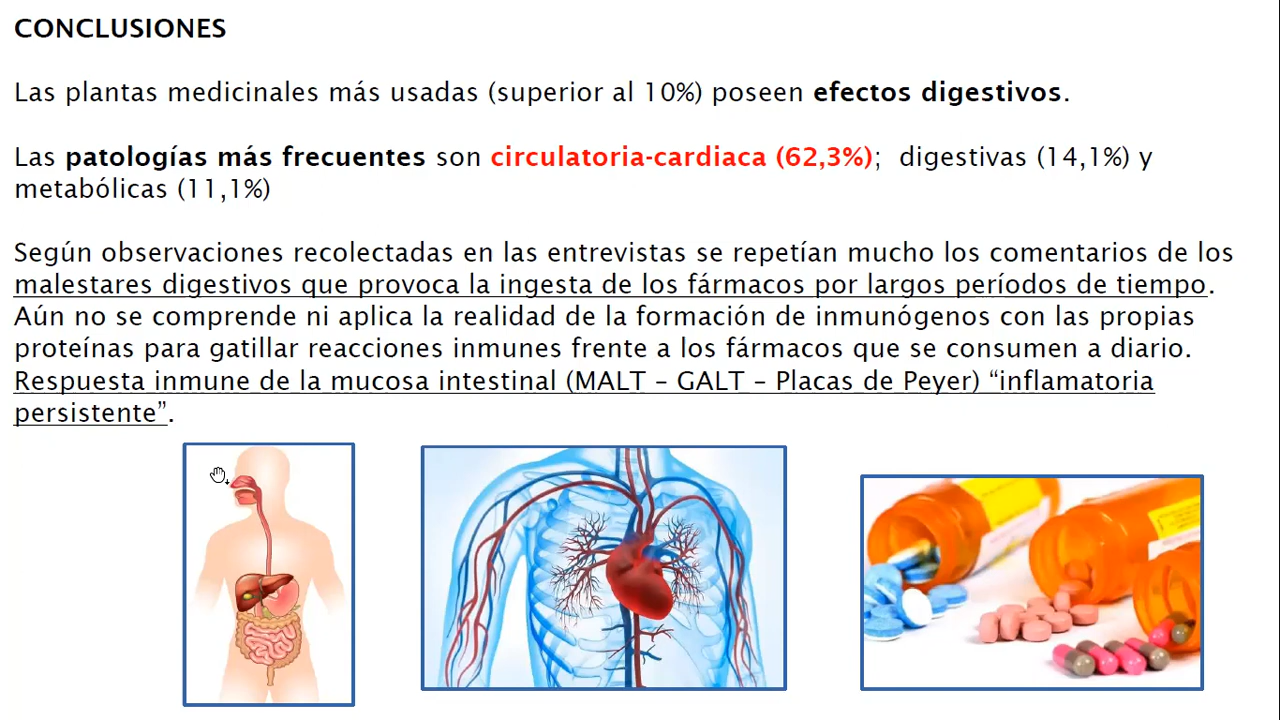 CONCLUSIONES
Las plantas medicinales más usadas (superior al 10%) poseen efectos digestivos.
Las patologías más frecuentes son circulatoria-cardiaca (62,3%);  digestivas (14,1%) y
metabólicas (11,1%)
Según observaciones recolectadas en las entrevistas se repetían mucho los comentarios de los
malestares digestivos que provoca la ingesta de los fármacos por largos períodos de tiempo.
Aún no se comprende ni aplica la realidad de la formación de inmunógenos con las propias
proteínas para gatillar reacciones inmunes frente a los fármacos que se consumen a diario.
Respuesta inmune de la mucosa intestinal (MALT – GALT – Placas de Peyer) “inflamatoria
persistente”.